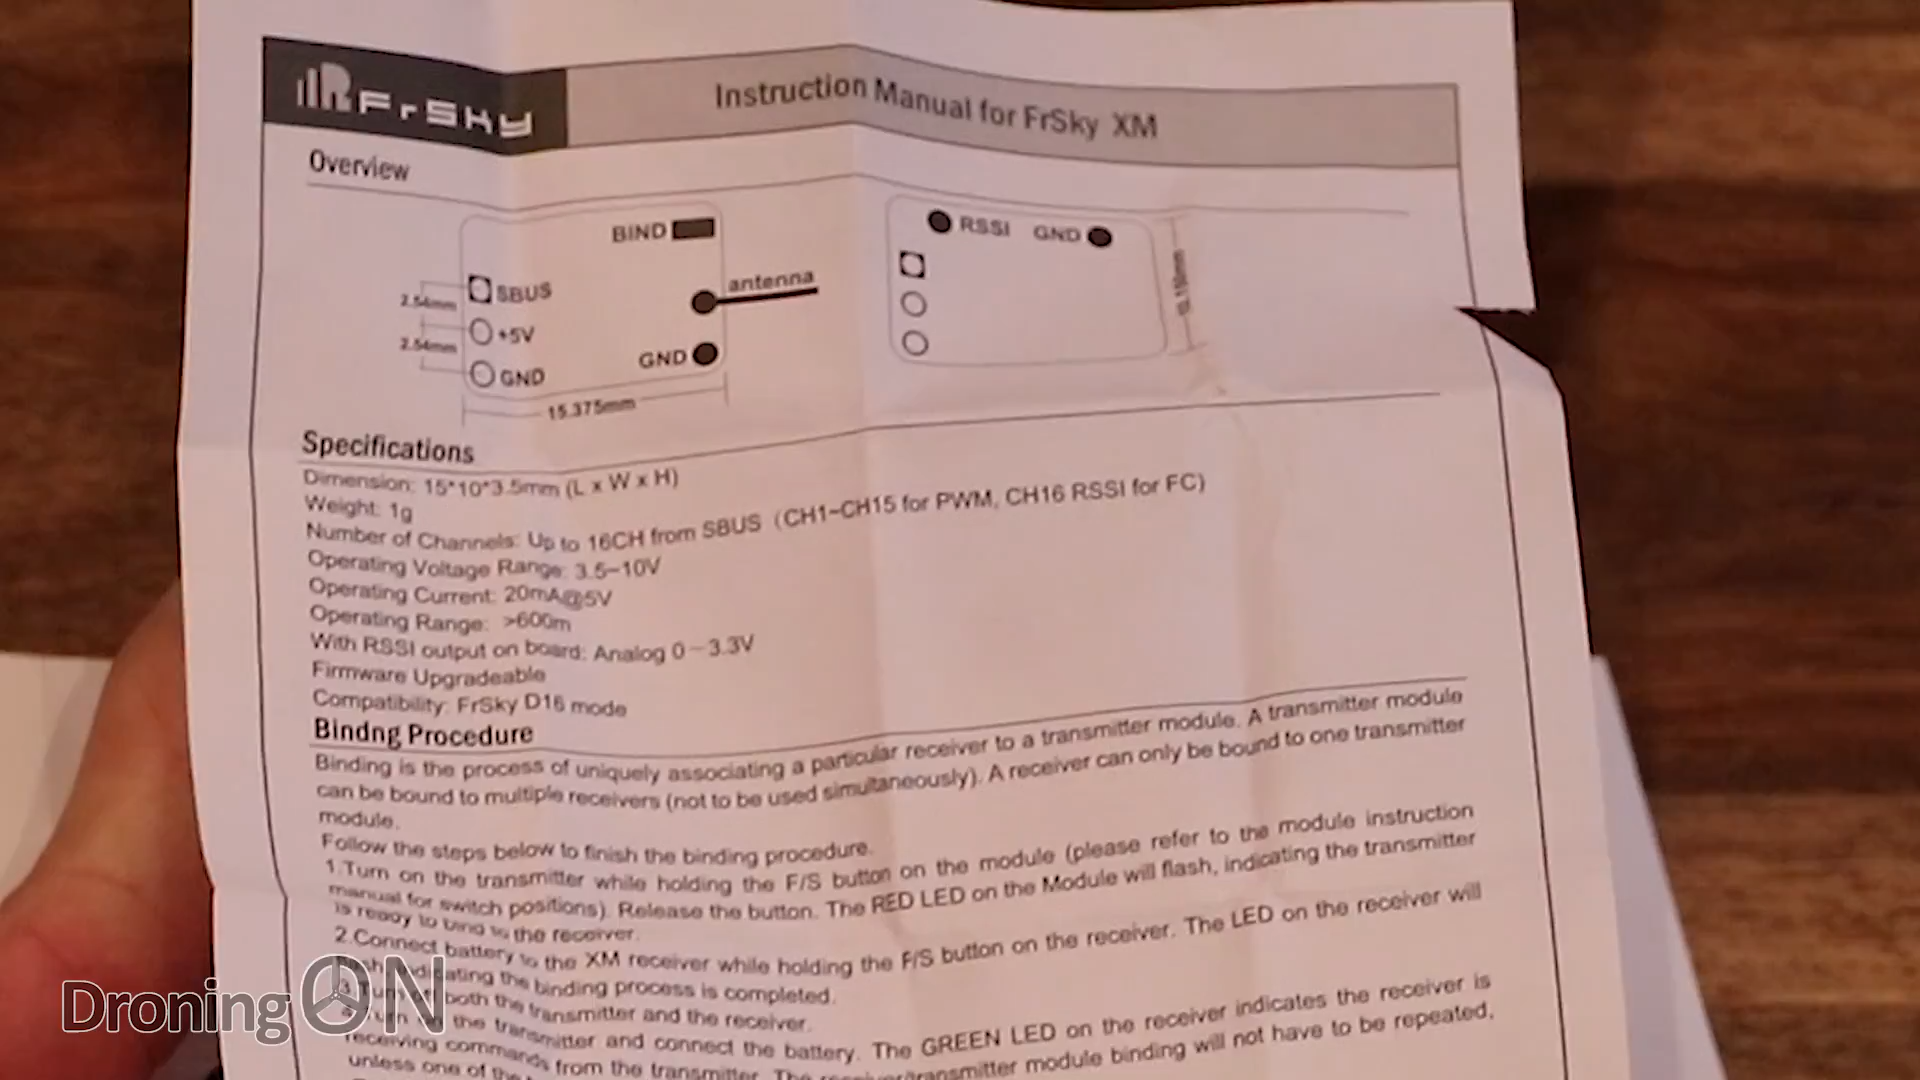 FrSky
Instruction Manual for FrSky XM
Overview
BIND
SBUS
antenna
2.54mm
+5V
2.54mm
GND
GND
15.375mm
RSSI GND
Specifications
Dimension: 15*10*3.5mm (L x W x H)
Weight: 1g
Number of Channels: Up to 16CH from SBUS (CH1~CH15 for PWM, CH16 RSSI for FC)
Operating Voltage Range: 3.5~10V
Operating Current: 20mA@5V
Operating Range: >600m
With RSSI output on board: Analog 0~3.3V
Firmware Upgradeable
Compatibility: FrSky D16 mode
Bindng Procedure
Binding is the process of uniquely associating a particular receiver to a transmitter module. A transmitter module
can be bound to multiple receivers (not to be used simultaneously). A receiver can only be bound to one transmitter
module.
Follow the steps below to finish the binding procedure.
1.Turn on the transmitter while holding the F/S button on the module (please refer to the module instruction
manual for switch positions). Release the button. The RED LED on the Module will flash, indicating the transmitter
is ready to bind to the receiver.
2.Connect battery to the XM receiver while holding the F/S button on the receiver. The LED on the receiver will
indicating the binding process is completed.
3.Turn off both the transmitter and the receiver.
the transmitter and connect the battery. The GREEN LED on the receiver indicates the receiver is
receiving commands from the transmitter. The receiver/transmitter module binding will not have to be repeated,
unless one of the
DroningON